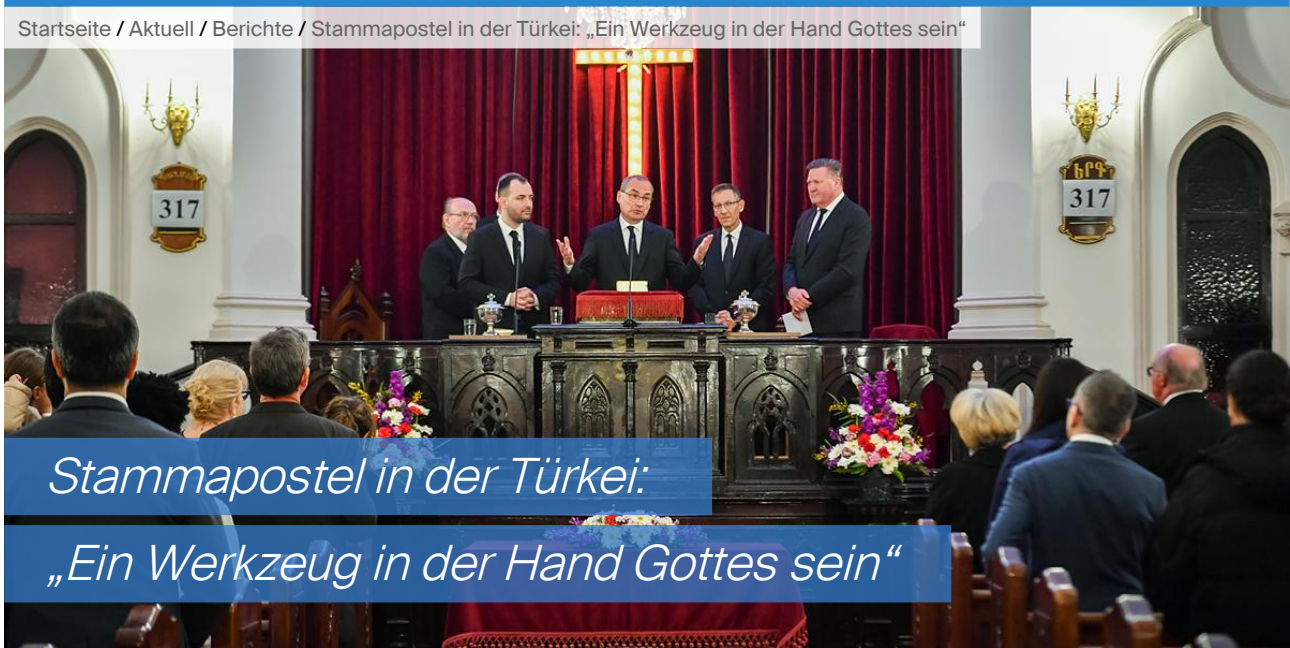 Startseite / Aktuell / Berichte / Stammapostel in der Türkei: „Ein Werkzeug in der Hand Gottes sein“
317
ԵՐԳ
317
Stammapostel in der Türkei:
„Ein Werkzeug in der Hand Gottes sein“